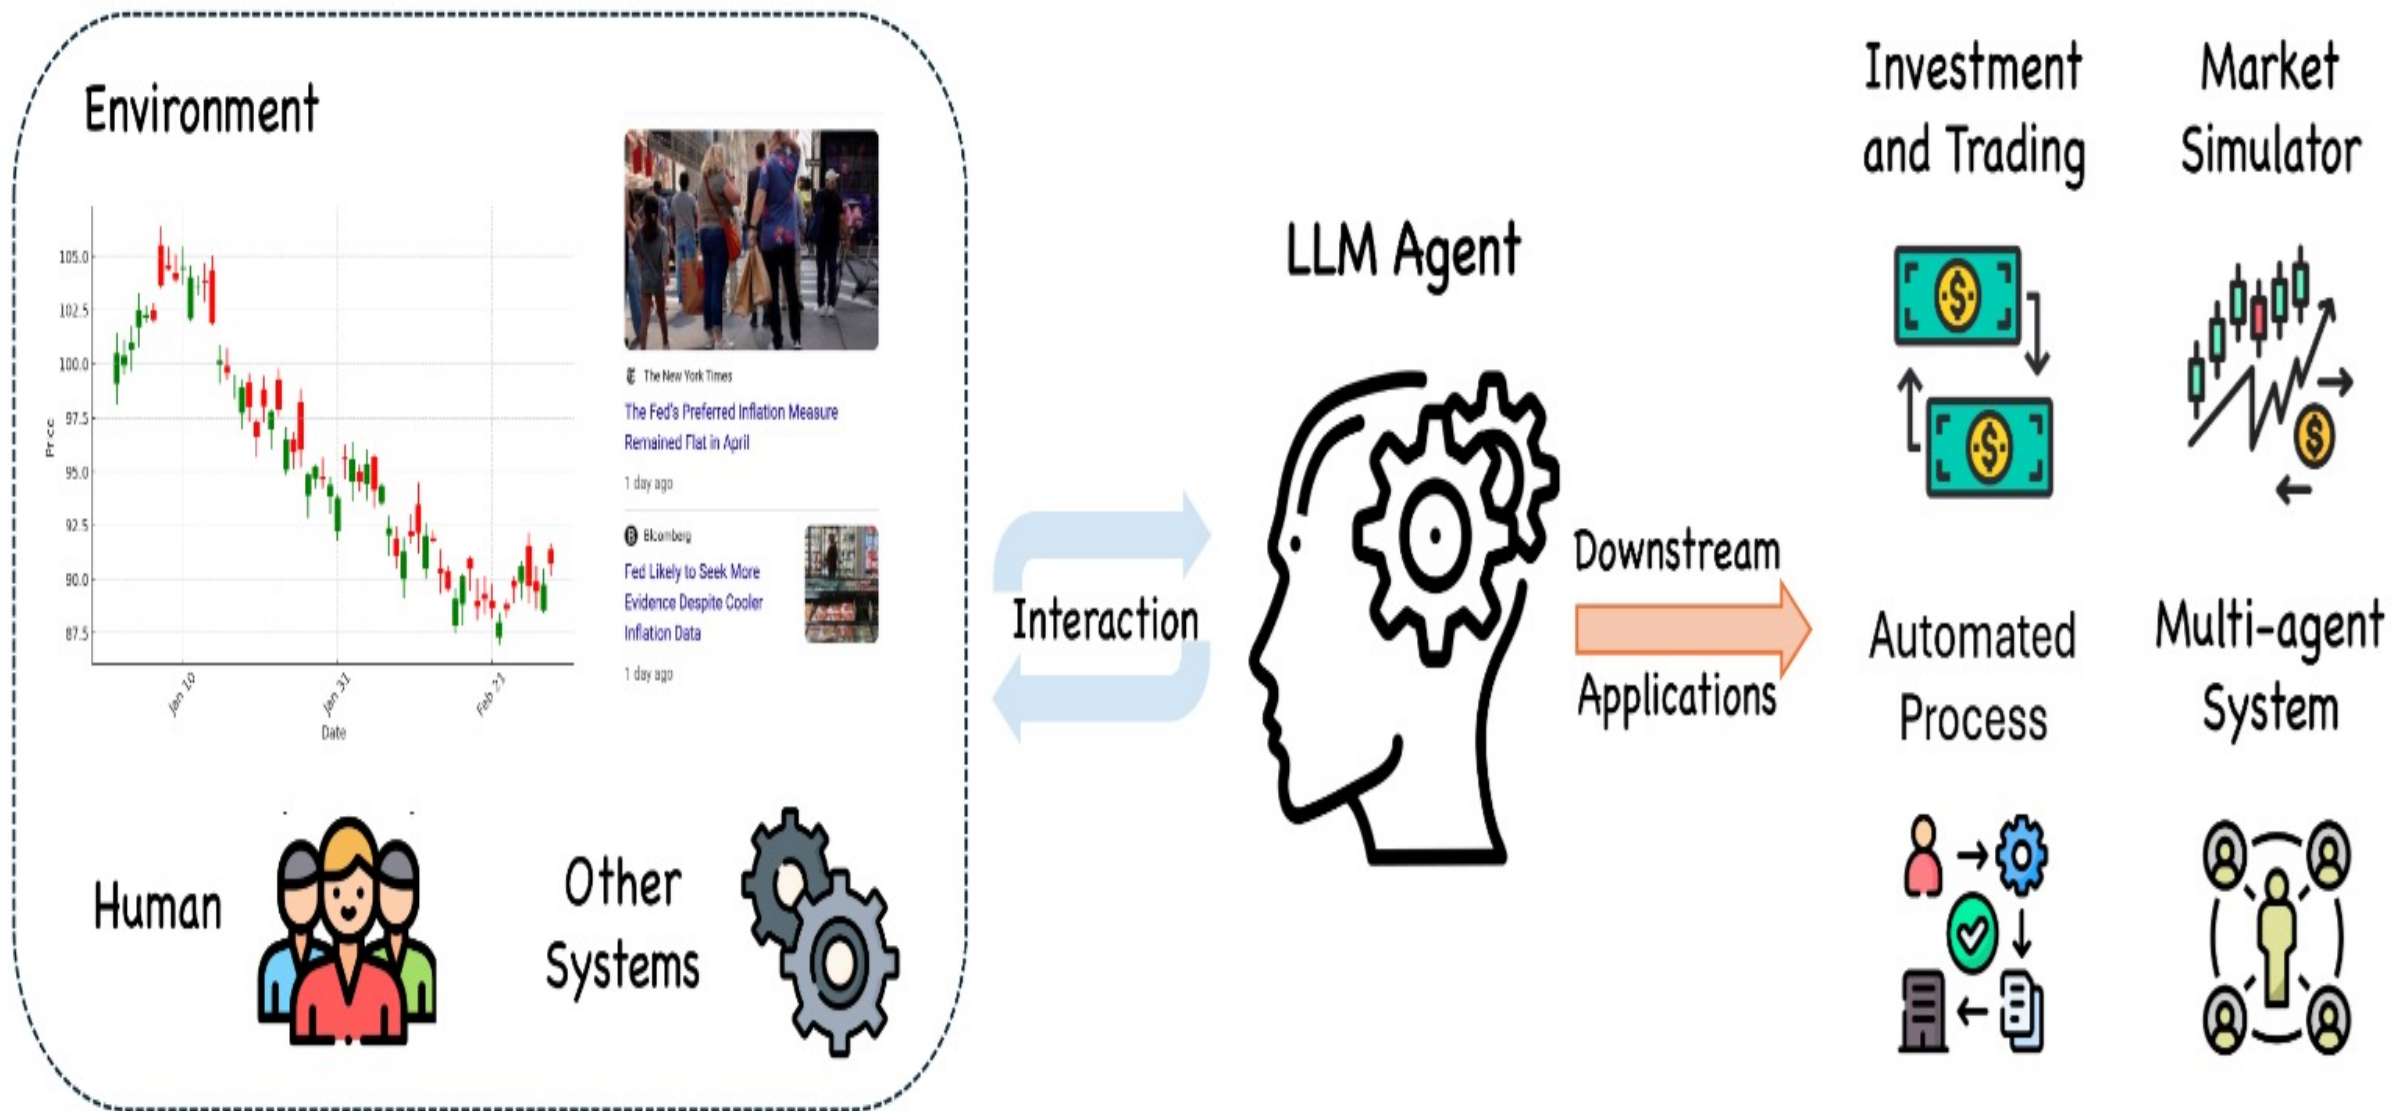 Environment
105.0
102.5
100.0
97.5
95.0
92.5
90.0
87.5
Price
Jan 10
Jan 31
Feb 21
Date
The New York Times
The Fed's Preferred Inflation Measure
Remained Flat in April
1 day ago
Bloomberg
Fed Likely to Seek More
Evidence Despite Cooler
Inflation Data
1 day ago
Human
Other
Systems
Interaction
LLM Agent
Downstream
Applications
Investment
and Trading
Market
Simulator
Automated
Process
Multi-agent
System